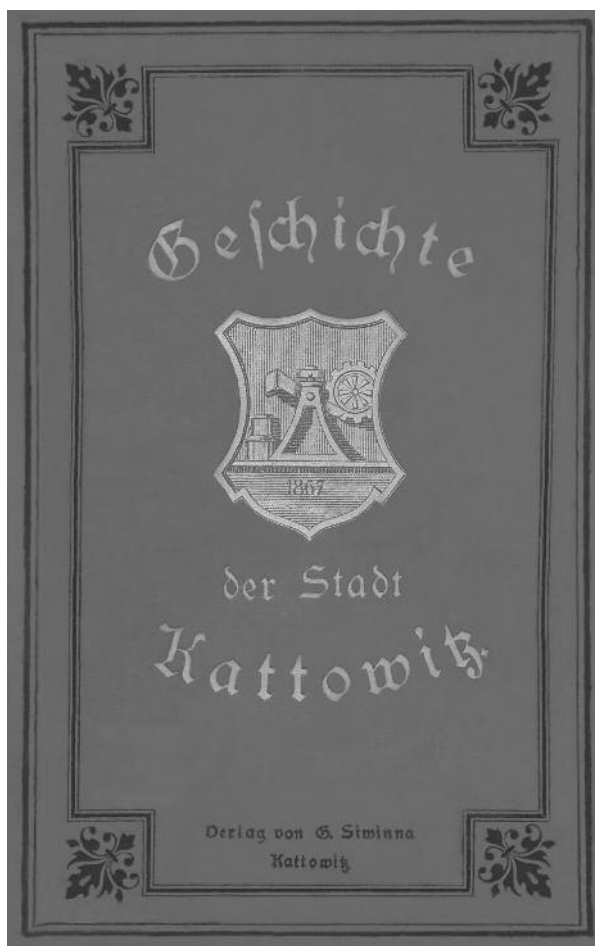 Geschichte
1867
der Stadt
Kattowitz.
Verlag von G. Siwinna
Kattowitz